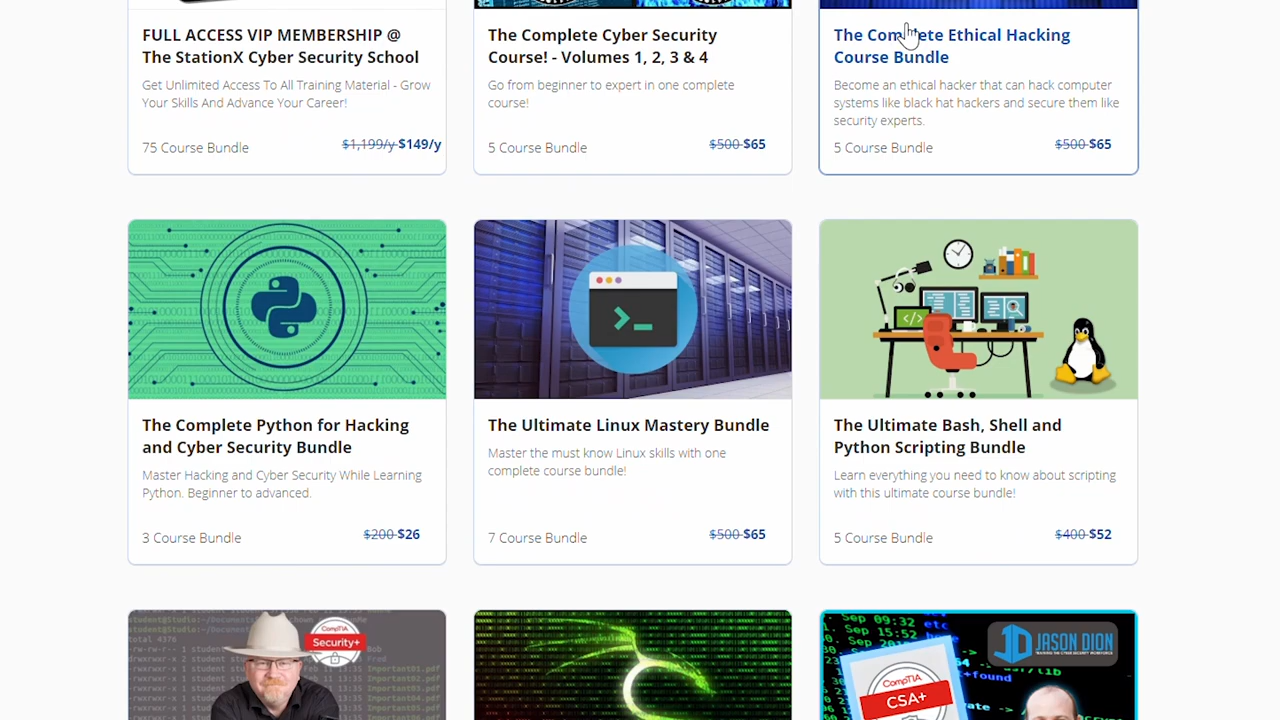 FULL ACCESS VIP MEMBERSHIP @
The StationX Cyber Security School
Get Unlimited Access To All Training Material - Grow
Your Skills And Advance Your Career!
75 Course Bundle
$1,199/y $149/y
The Complete Cyber Security
Course! - Volumes 1, 2, 3 & 4
Go from beginner to expert in one complete
course!
5 Course Bundle
$500 $65
The Complete Ethical Hacking
Course Bundle
Become an ethical hacker that can hack computer
systems like black hat hackers and secure them like
security experts.
5 Course Bundle
$500 $65
The Complete Python for Hacking
and Cyber Security Bundle
Master Hacking and Cyber Security While Learning
Python. Beginner to advanced.
3 Course Bundle
$200 $26
The Ultimate Linux Mastery Bundle
Master the must know Linux skills with one
complete course bundle!
7 Course Bundle
$500 $65
The Ultimate Bash, Shell and
Python Scripting Bundle
Learn everything you need to know about scripting
with this ultimate course bundle!
5 Course Bundle
$400 $52
CompTIA
Security+
Sep 09:32 etc
Sep 15:52
JASON DION
CompTIA
CSA+